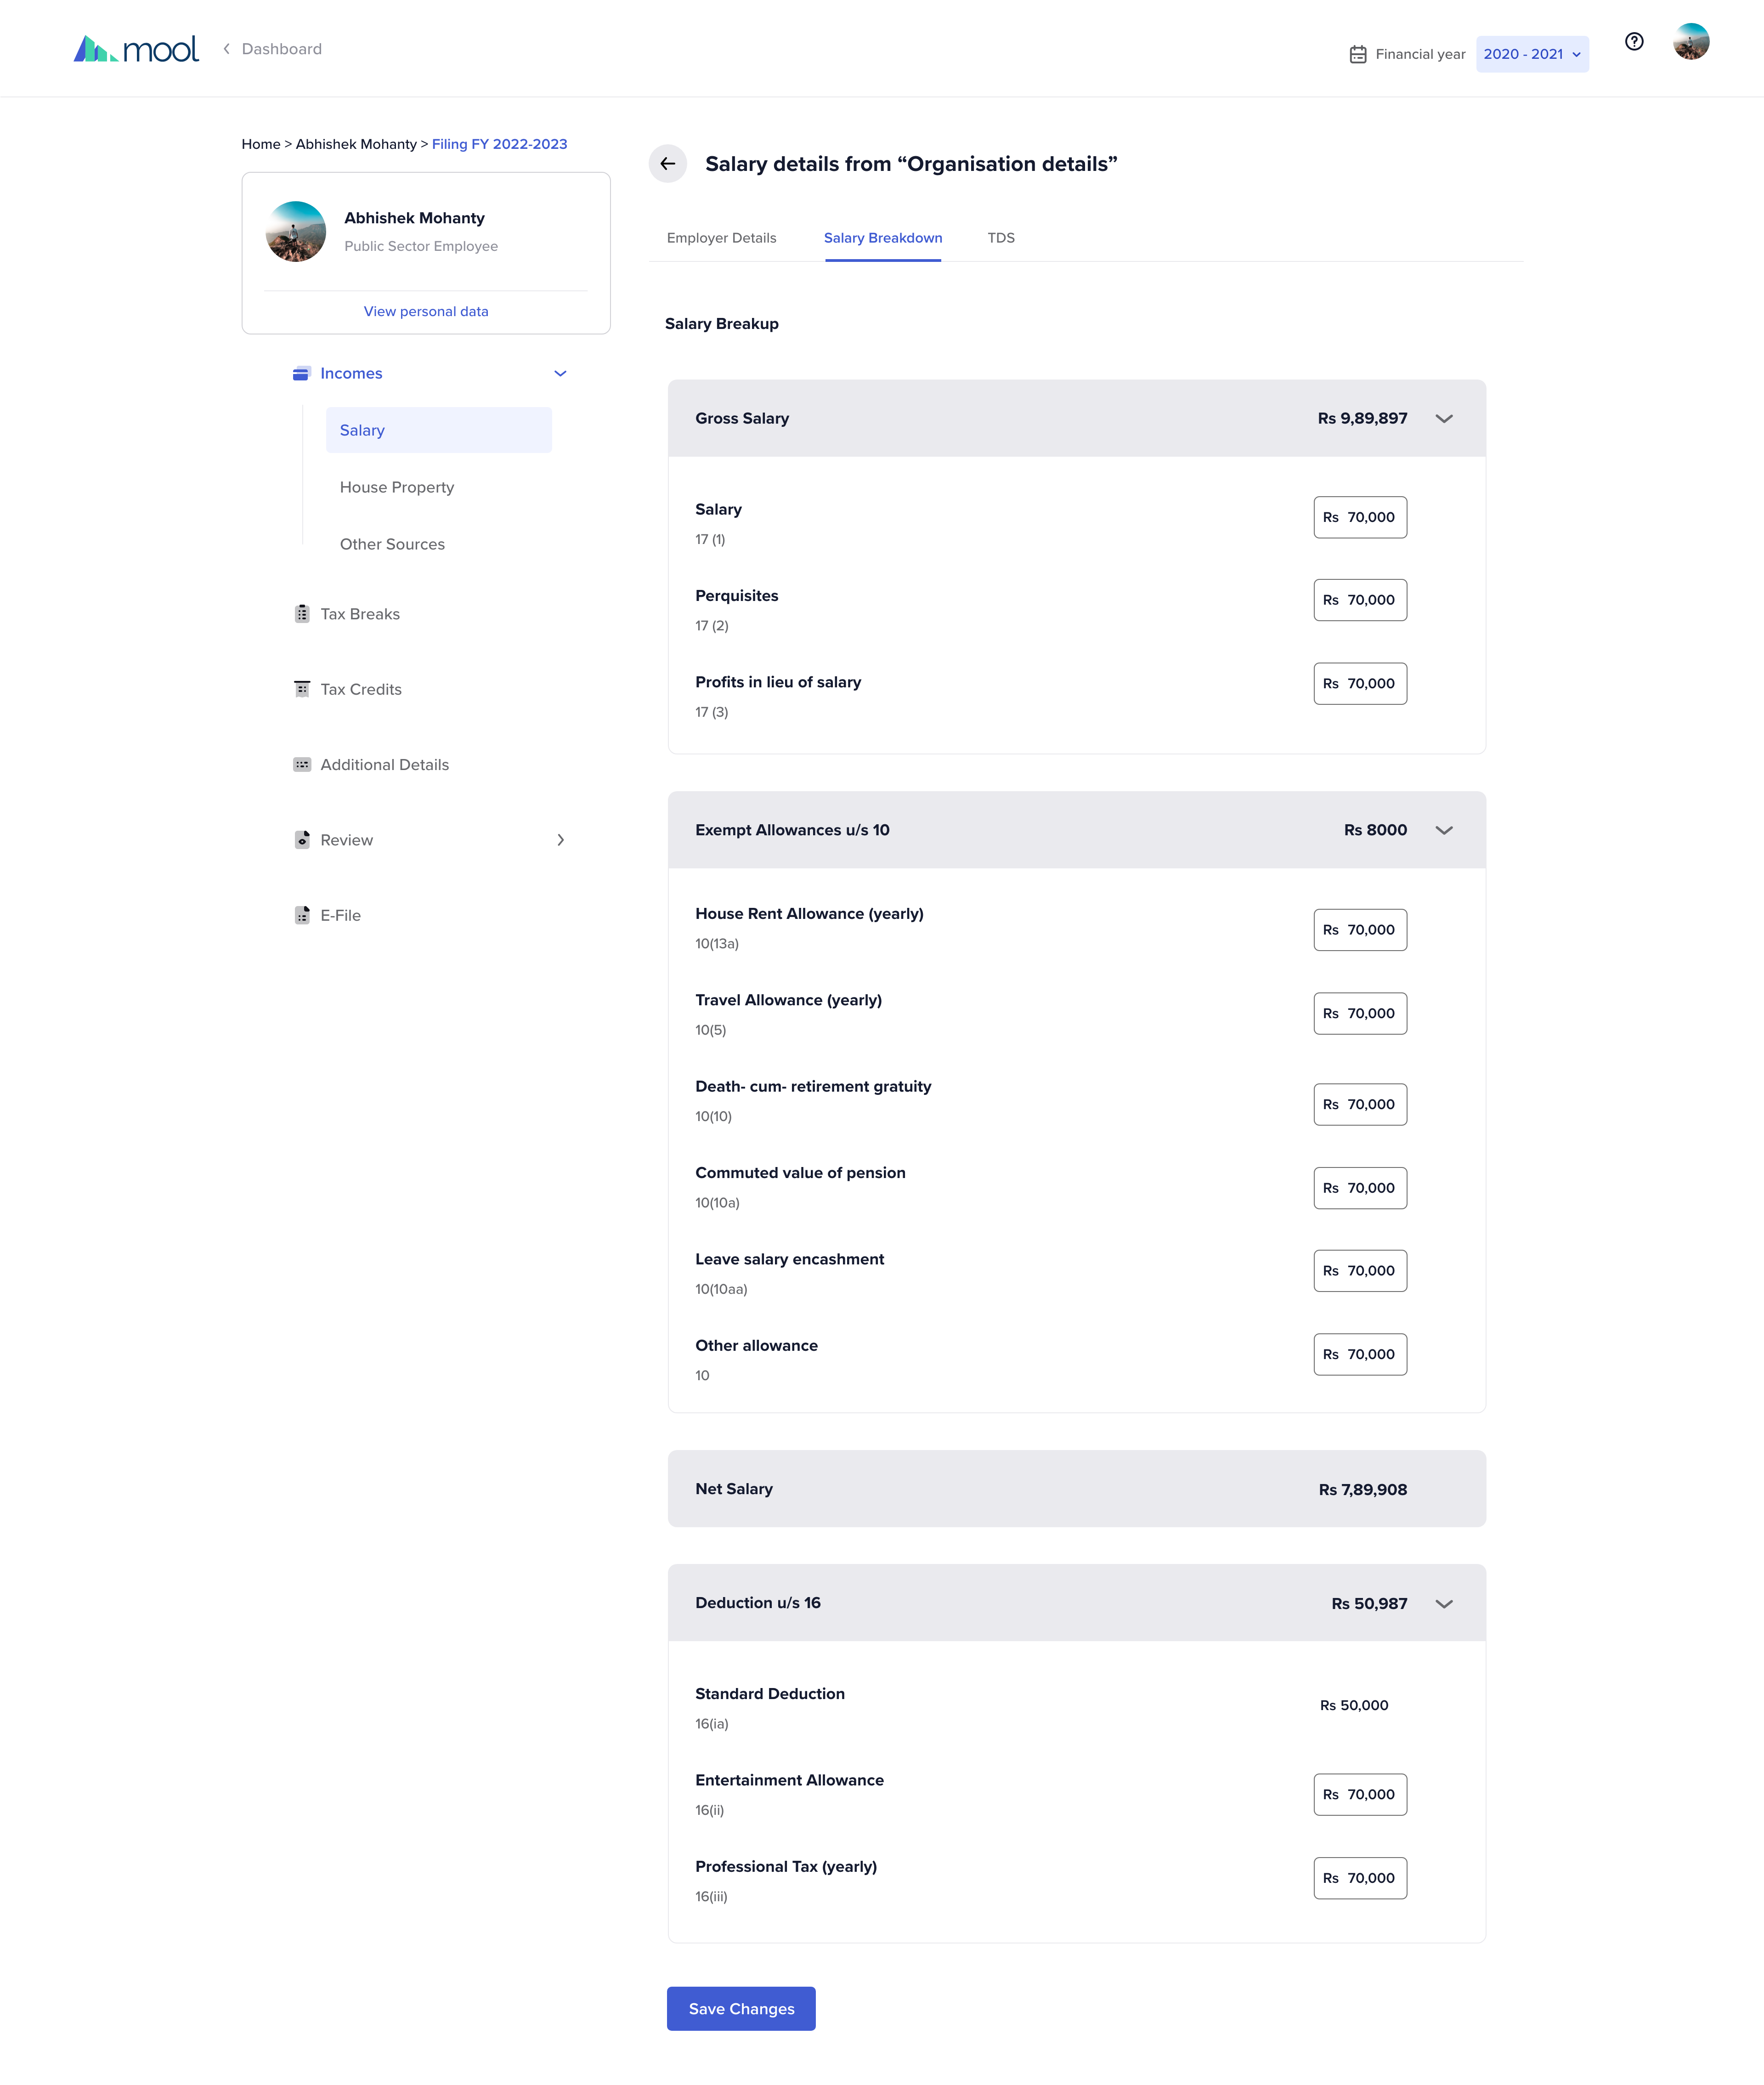 mool
Dashboard
Financial year
2020 - 2021
Home > Abhishek Mohanty > Filing FY 2022-2023
Abhishek Mohanty
Public Sector Employee
View personal data
Incomes
Salary
House Property
Other Sources
Tax Breaks
Tax Credits
Additional Details
Review
E-File
Salary details from “Organisation details”
Employer Details
Salary Breakdown
TDS
Salary Breakup
Gross Salary
Rs 9,89,897
Salary
17 (1)
Rs 70,000
Perquisites
17 (2)
Rs 70,000
Profits in lieu of salary
17 (3)
Rs 70,000
Exempt Allowances u/s 10
Rs 8000
House Rent Allowance (yearly)
10(13a)
Rs 70,000
Travel Allowance (yearly)
10(5)
Rs 70,000
Death- cum- retirement gratuity
10(10)
Rs 70,000
Commuted value of pension
10(10a)
Rs 70,000
Leave salary encashment
10(10aa)
Rs 70,000
Other allowance
10
Rs 70,000
Net Salary
Rs 7,89,908
Deduction u/s 16
Rs 50,987
Standard Deduction
16(ia)
Rs 50,000
Entertainment Allowance
16(ii)
Rs 70,000
Professional Tax (yearly)
16(iii)
Rs 70,000
Save Changes